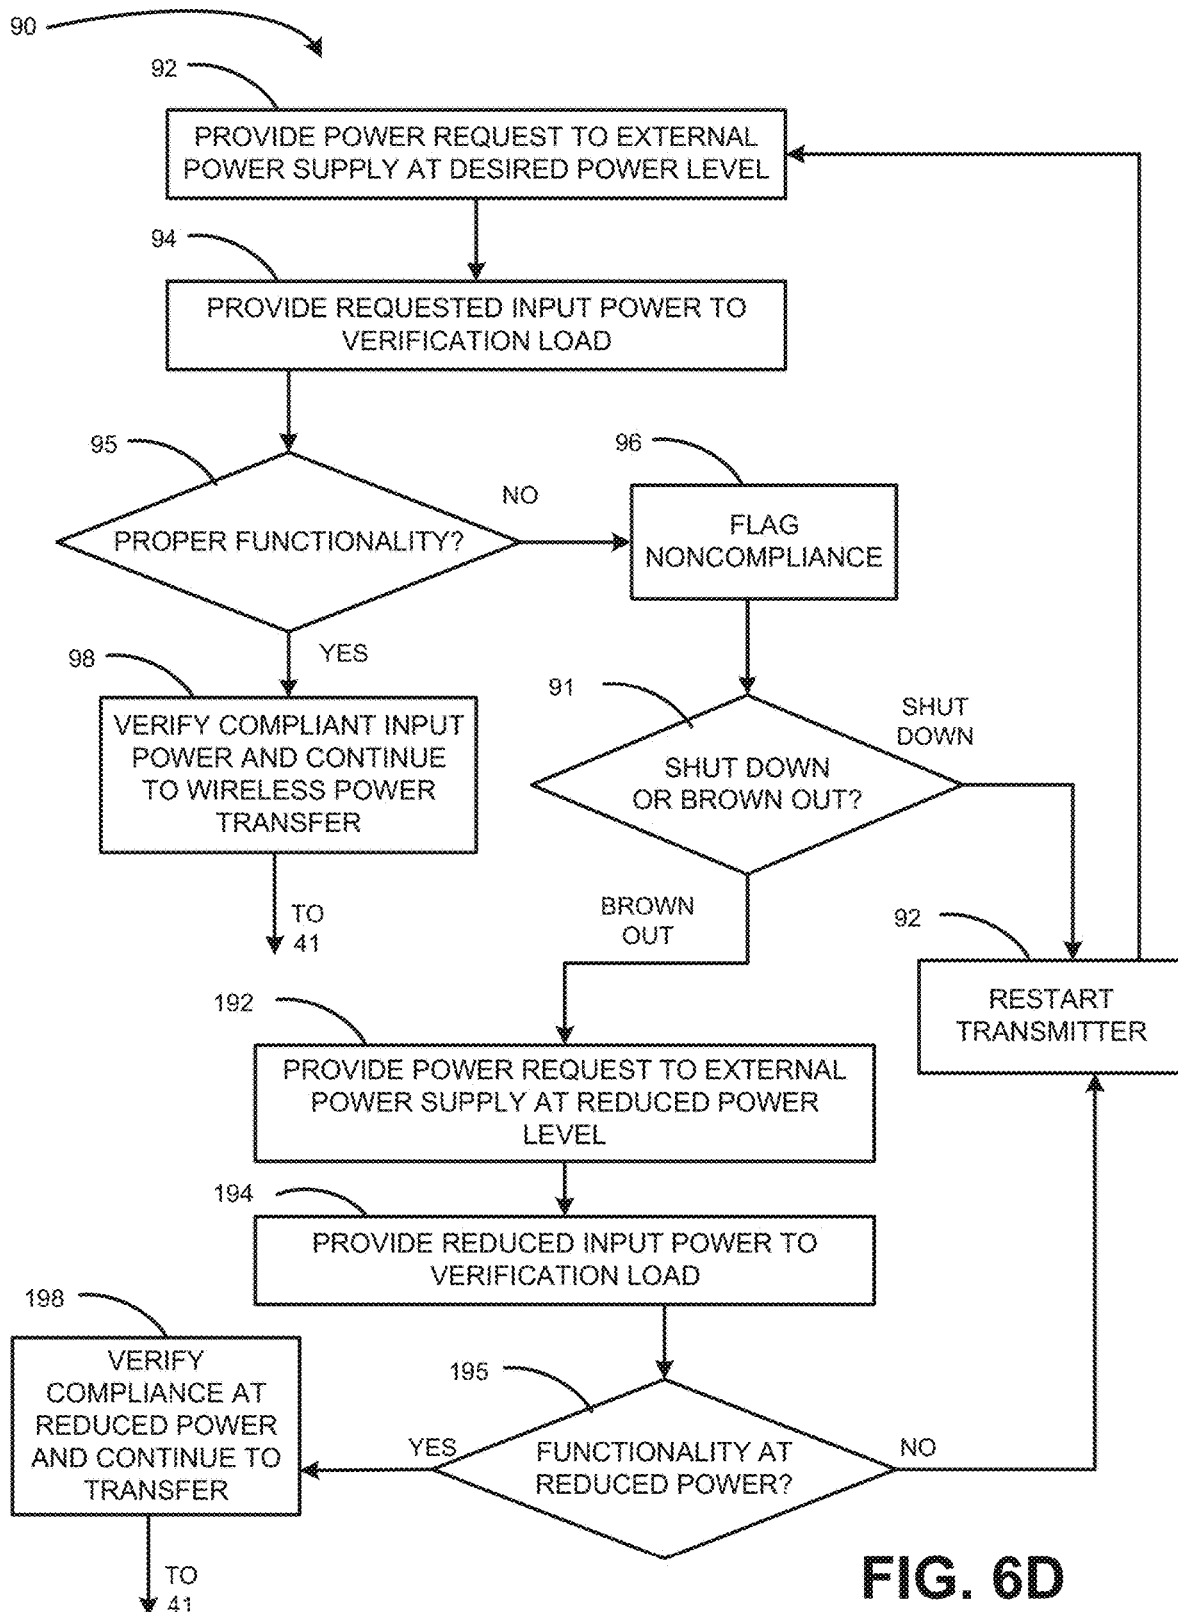 90
92
PROVIDE POWER REQUEST TO EXTERNAL
POWER SUPPLY AT DESIRED POWER LEVEL
94
PROVIDE REQUESTED INPUT POWER TO
VERIFICATION LOAD
95
PROPER FUNCTIONALITY?
NO
96
FLAG
NONCOMPLIANCE
YES
98
VERIFY COMPLIANT INPUT
POWER AND CONTINUE
TO WIRELESS POWER
TRANSFER
TO
41
91
SHUT DOWN
OR BROWN OUT?
SHUT
DOWN
BROWN
OUT
92
RESTART
TRANSMITTER
192
PROVIDE POWER REQUEST TO EXTERNAL
POWER SUPPLY AT REDUCED POWER
LEVEL
194
PROVIDE REDUCED INPUT POWER TO
VERIFICATION LOAD
195
FUNCTIONALITY AT
REDUCED POWER?
YES
NO
198
VERIFY
COMPLIANCE AT
REDUCED POWER
AND CONTINUE TO
TRANSFER
TO
41
FIG. 6D